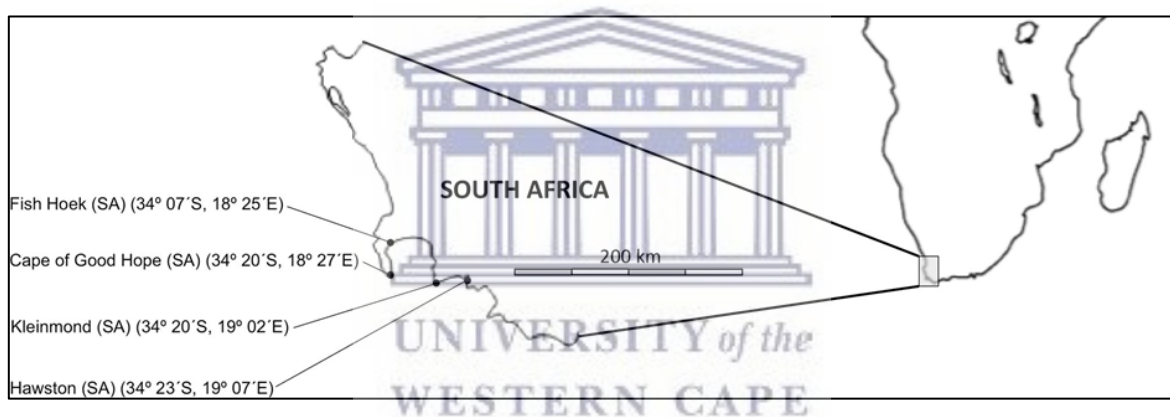 SOUTH AFRICA
Fish Hoek (SA) (34º 07´S, 18º 25´E)
Cape of Good Hope (SA) (34º 20´S, 18º 27´E)
200 km
Kleinmond (SA) (34º 20´S, 19º 02´E)
UNIVERSITY of the
Hawston (SA) (34º 23´S, 19º 07´E)
WESTERN CAPE